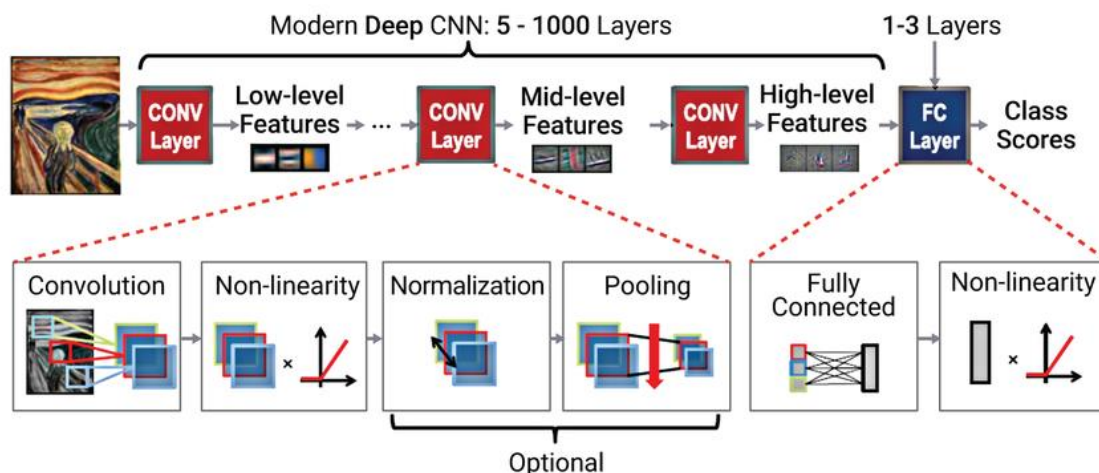 Modern Deep CNN: 5 - 1000 Layers
1-3 Layers
CONV
Layer
Low-level
Features
...
CONV
Layer
Mid-level
Features
CONV
Layer
High-level
Features
FC
Layer
Class
Scores
Convolution
Non-linearity
×
Normalization
Pooling
Fully
Connected
Non-linearity
×
Optional